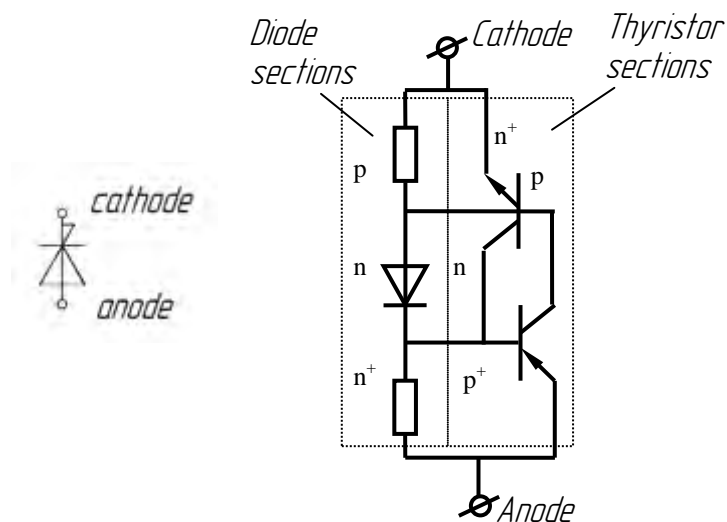 Diode
sections
Cathode
Thyristor
sections
n+
p
p
cathode
n
n
anode
n+
p+
Anode